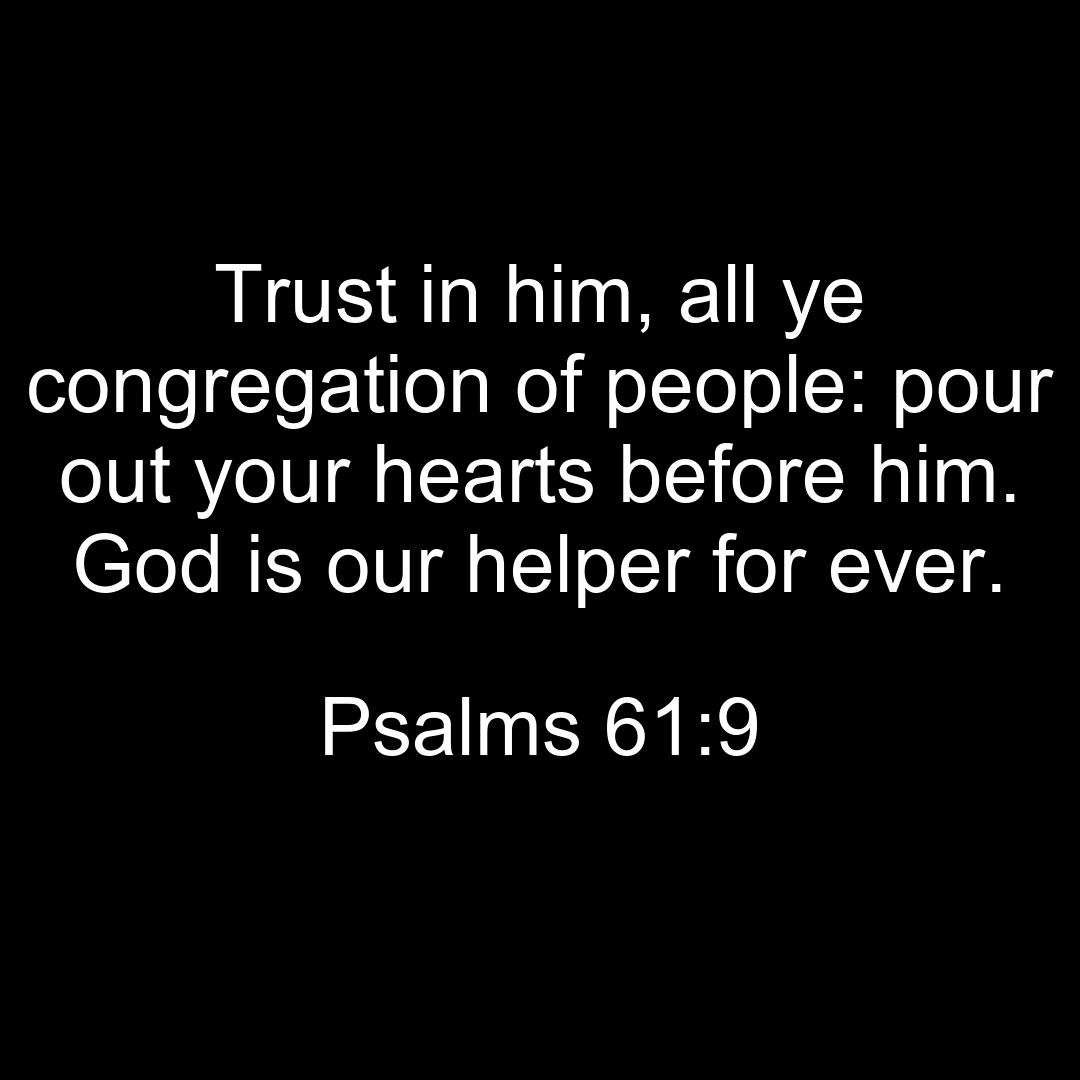 Trust in him, all ye
congregation of people: pour
out your hearts before him.
God is our helper for ever.
Psalms 61:9